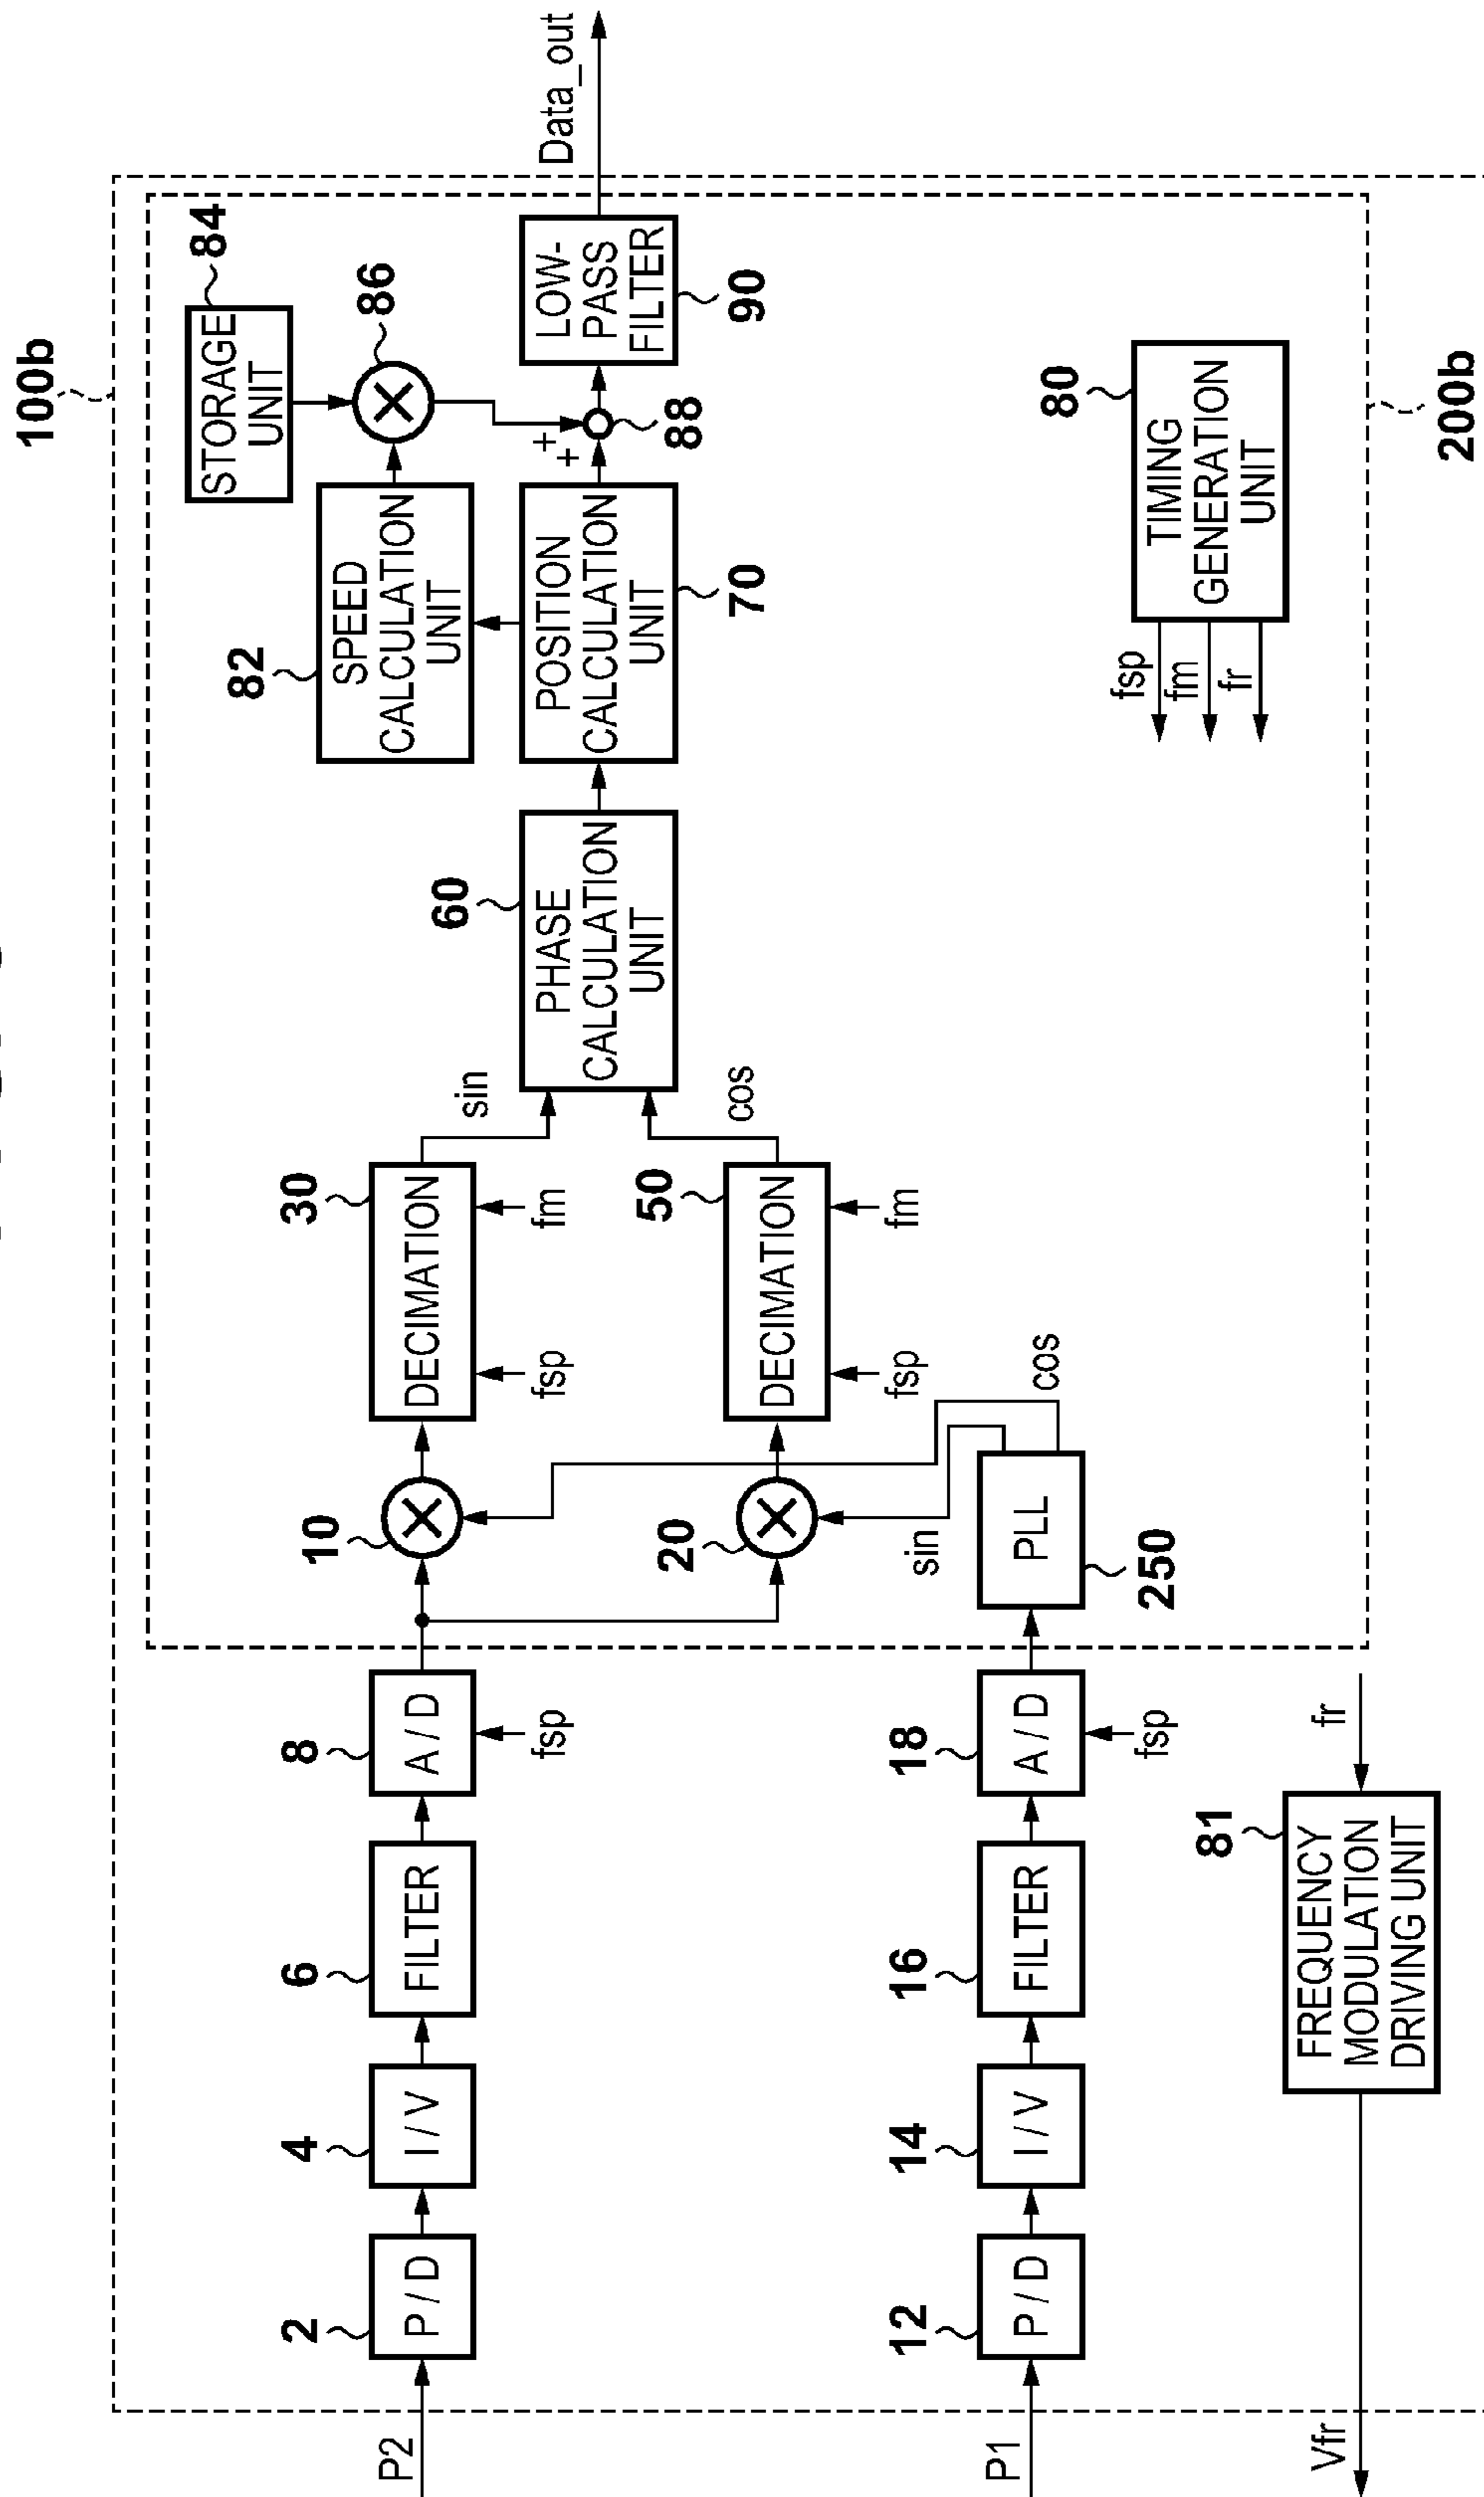 100b
STORAGE
UNIT
84
86
82
SPEED
CALCULATION
UNIT
+
+
88
LOW-
PASS
FILTER
90
Data_out
P2
2
P/D
4
I/V
6
FILTER
8
A/D
fsp
10
30
DECIMATION
fsp
fm
sin
60
PHASE
CALCULATION
UNIT
POSITION
CALCULATION
UNIT
70
20
50
DECIMATION
fsp
fm
cos
P1
12
P/D
14
I/V
16
FILTER
18
A/D
fsp
sin
PLL
250
cos
fsp
fm
fr
80
TIMING
GENERATION
UNIT
Vfr
81
FREQUENCY
MODULATION
DRIVING UNIT
fr
200b